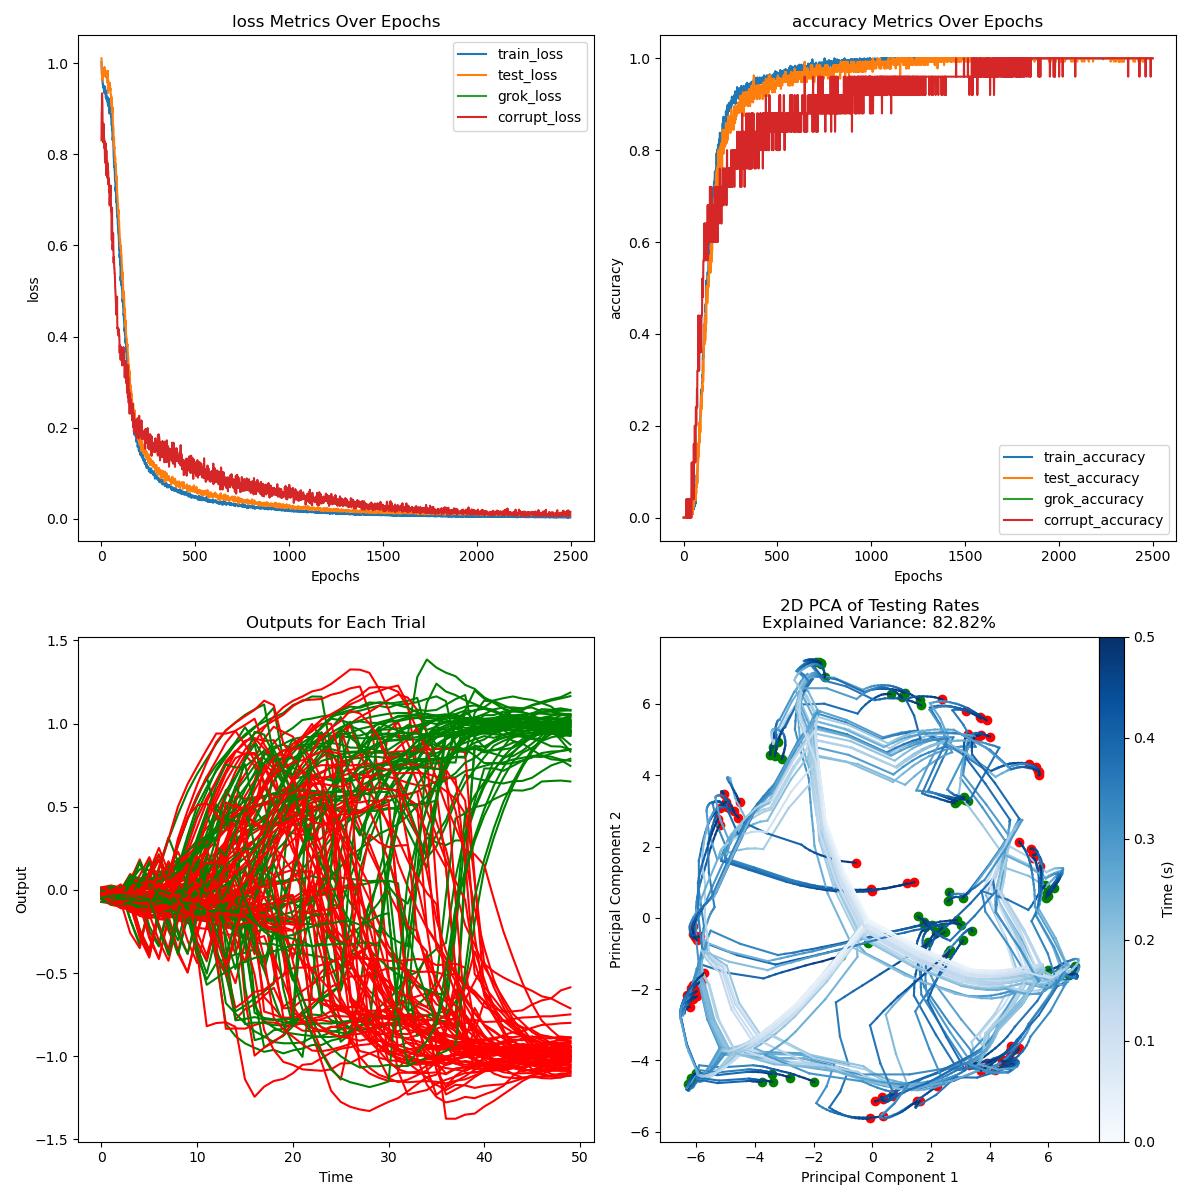 loss Metrics Over Epochs
1.0
0.8
0.6
0.4
0.2
0.0
loss
0
500
1000
1500
2000
2500
Epochs
train_loss
test_loss
grok_loss
corrupt_loss
accuracy Metrics Over Epochs
1.0
0.8
0.6
0.4
0.2
0.0
accuracy
0
500
1000
1500
2000
2500
Epochs
train_accuracy
test_accuracy
grok_accuracy
corrupt_accuracy
Outputs for Each Trial
1.5
1.0
0.5
0.0
−0.5
−1.0
−1.5
Output
0
10
20
30
40
50
Time
2D PCA of Testing Rates
Explained Variance: 82.82%
6
4
2
0
−2
−4
−6
Principal Component 2
−6
−4
−2
0
2
4
6
Principal Component 1
0.5
0.4
0.3
0.2
0.1
0.0
Time (s)